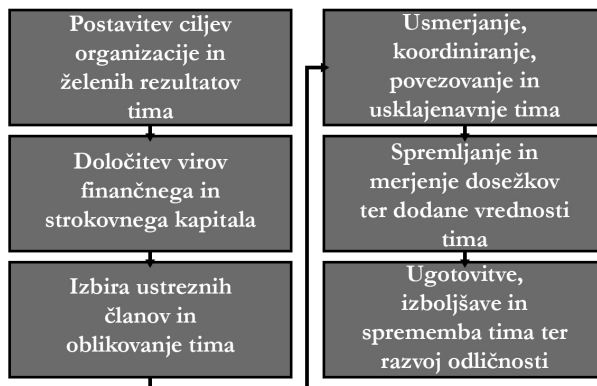 Postavitev ciljev
organizacije in
želenih rezultatov
tima
Določitev virov
finančnega in
strokovnega kapitala
Izbira ustreznih
članov in
oblikovanje tima
Usmerjanje,
koordiniranje,
povezovanje in
usklajenavnje tima
Spremljanje in
merjenje dosežkov
ter dodane vrednosti
tima
Ugotovitve,
izboljšave in
sprememba tima ter
razvoj odličnosti